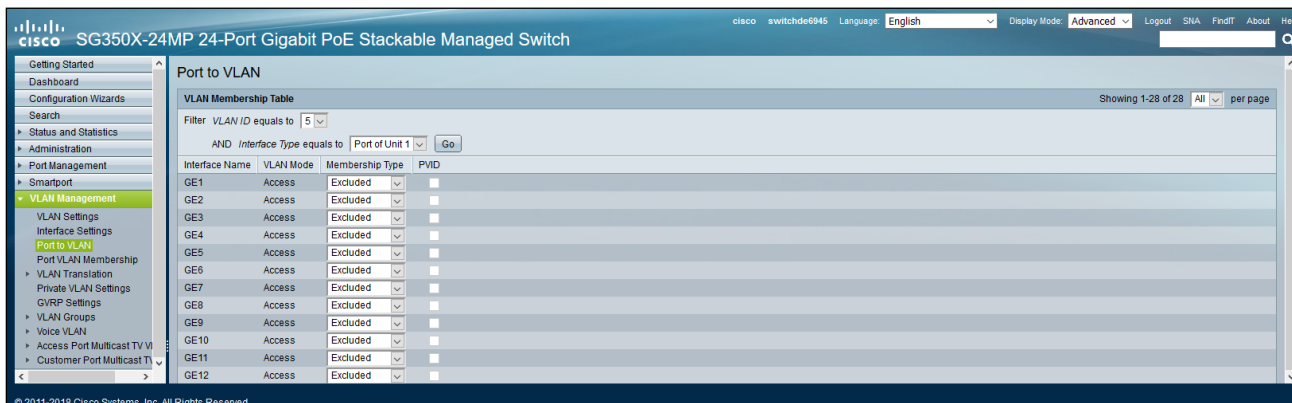 cisco switchde6945 Language: English Display Mode: Advanced Logout SNA FindIT About
CISCO SG350X-24MP 24-Port Gigabit PoE Stackable Managed Switch
Getting Started
Dashboard
Configuration Wizards
Search
Status and Statistics
Administration
Port Management
Smartport
VLAN Management
VLAN Settings
Interface Settings
Port to VLAN
Port VLAN Membership
VLAN Translation
Private VLAN Settings
GVRP Settings
VLAN Groups
Voice VLAN
Access Port Multicast TV
Customer Port Multicast
Port to VLAN
VLAN Membership Table Showing 1-28 of 28 All per page
Filter VLAN ID equals to 5
AND Interface Type equals to Port of Unit 1 Go
Interface Name VLAN Mode Membership Type PVID
GE1 Access Excluded
GE2 Access Excluded
GE3 Access Excluded
GE4 Access Excluded
GE5 Access Excluded
GE6 Access Excluded
GE7 Access Excluded
GE8 Access Excluded
GE9 Access Excluded
GE10 Access Excluded
GE11 Access Excluded
GE12 Access Excluded
© 2011-2018 Cisco Systems, Inc. All Rights Reserved.